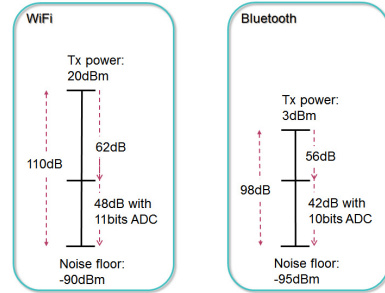 WiFi
Tx power:
20dBm
110dB
62dB
48dB with
11bits ADC
Noise floor:
-90dBm
Bluetooth
Tx power:
3dBm
98dB
56dB
42dB with
10bits ADC
Noise floor:
-95dBm